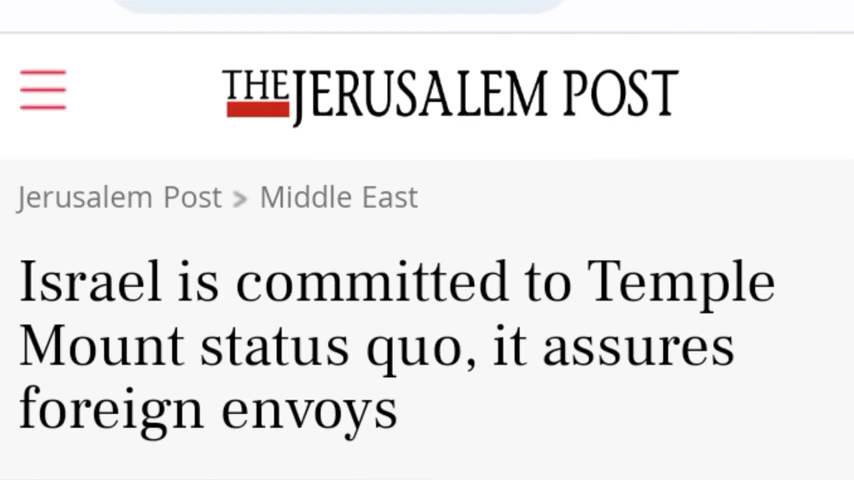 THE JERUSALEM POST
Jerusalem Post > Middle East
Israel is committed to Temple
Mount status quo, it assures
foreign envoys